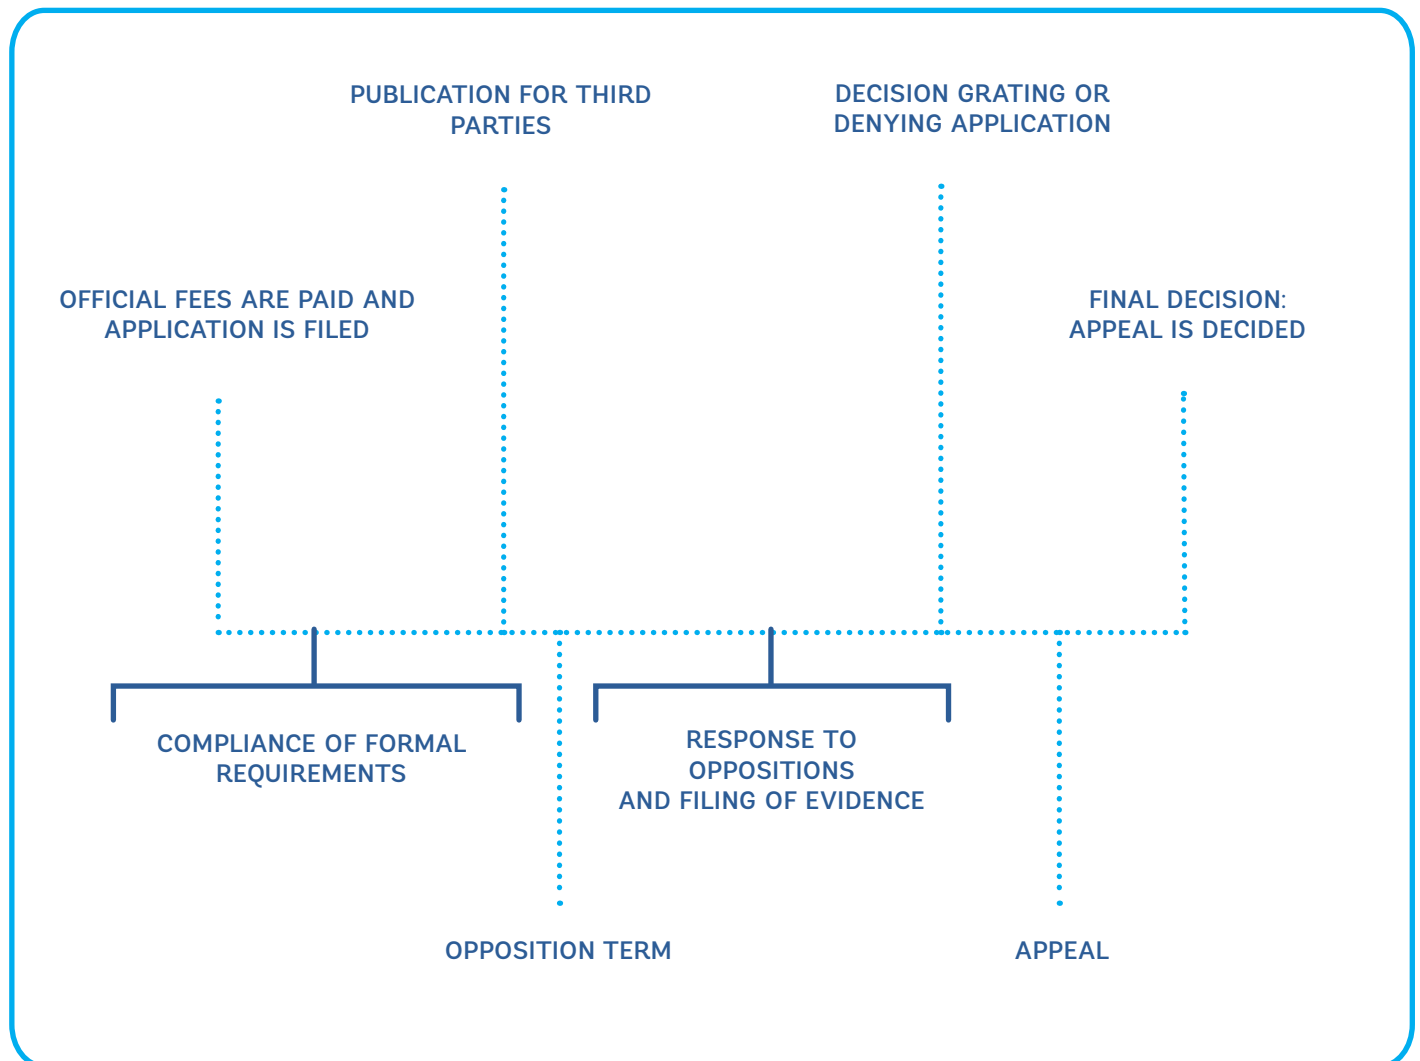 PUBLICATION FOR THIRD
PARTIES
DECISION GRATING OR
DENYING APPLICATION
OFFICIAL FEES ARE PAID AND
APPLICATION IS FILED
FINAL DECISION:
APPEAL IS DECIDED
COMPLIANCE OF FORMAL
REQUIREMENTS
RESPONSE TO
OPPOSITIONS
AND FILING OF EVIDENCE
OPPOSITION TERM
APPEAL